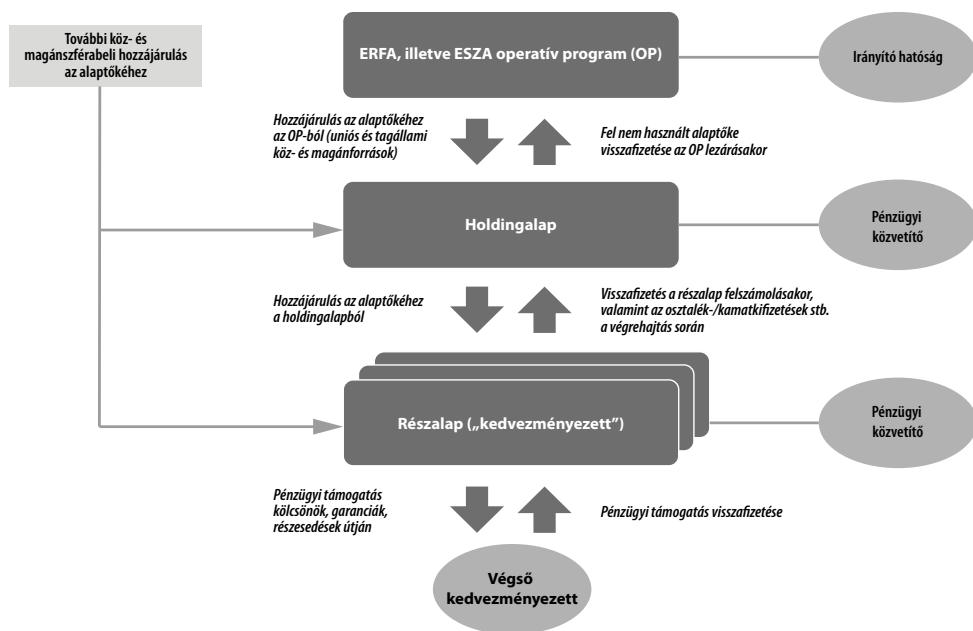 További köz- és
magánszférabeli hozzájárulás
az alaptőkéhez
ERFA, illetve ESZA operatív program (OP)
Irányító hatóság
Hozzájárulás az alaptőkéhez
az OP-ból (uniós és tagállami
köz- és magánforrások)
Fel nem használt alaptőke
visszafizetése az OP lezárásakor
Holdingalap
Pénzügyi
közvetítő
Hozzájárulás az alaptőkéhez
a holdingalapból
Visszafizetés a részalap felszámolásakor,
valamint az osztalék-/kamatkifizetések stb.
a végrehajtás során
Részalap („kedvezményezett”)
Pénzügyi
közvetítő
Pénzügyi támogatás
kölcsönök, garanciák,
részesedések útján
Pénzügyi támogatás visszafizetése
Végső
kedvezményezett